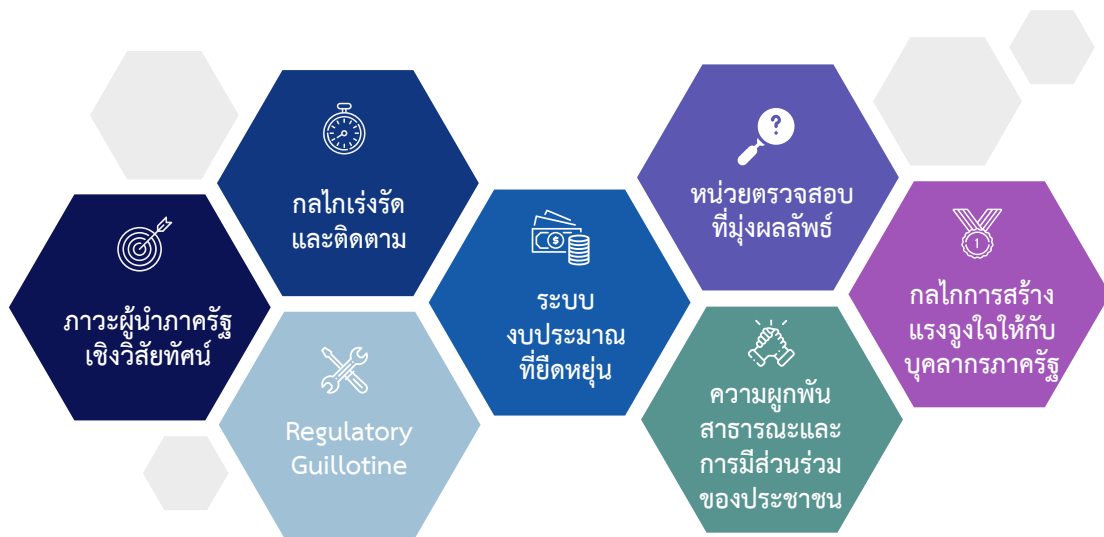 ภาวะผู้นำภาครัฐ
เชิงวิสัยทัศน์
กลไกเร่งรัด
และติดตาม
Regulatory
Guillotine
ระบบ
งบประมาณ
ที่ยืดหยุ่น
หน่วยตรวจสอบ
ที่มุ่งผลลัพธ์
ความผูกพัน
สาธารณะและ
การมีส่วนร่วม
ของประชาชน
กลไกการสร้าง
แรงจูงใจให้กับ
บุคลากรภาครัฐ
1